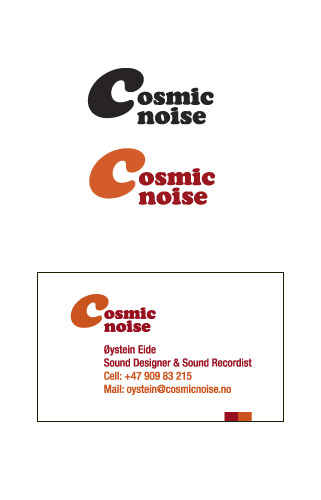 Cosmic
noise
Cosmic
noise
Cosmic
noise
Øystein Eide
Sound Designer & Sound Recordist
Cell: +47 909 83 215
Mail: oystein@cosmicnoise.no